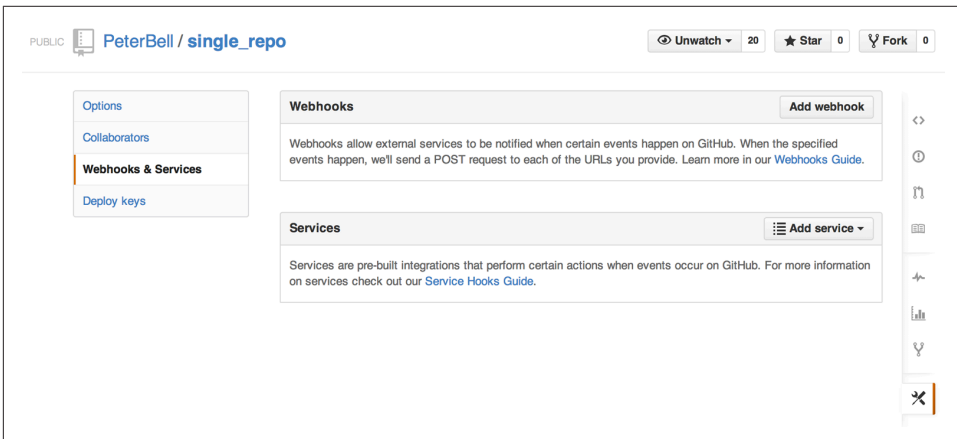 PUBLIC PeterBell / single_repo
Unwatch 20 Star 0 Fork 0
Options
Collaborators
Webhooks & Services
Deploy keys
Webhooks
Add webhook
Webhooks allow external services to be notified when certain events happen on GitHub. When the specified
events happen, we'll send a POST request to each of the URLs you provide. Learn more in our Webhooks Guide.
Services
Add service
Services are pre-built integrations that perform certain actions when events occur on GitHub. For more information
on services check out our Service Hooks Guide.